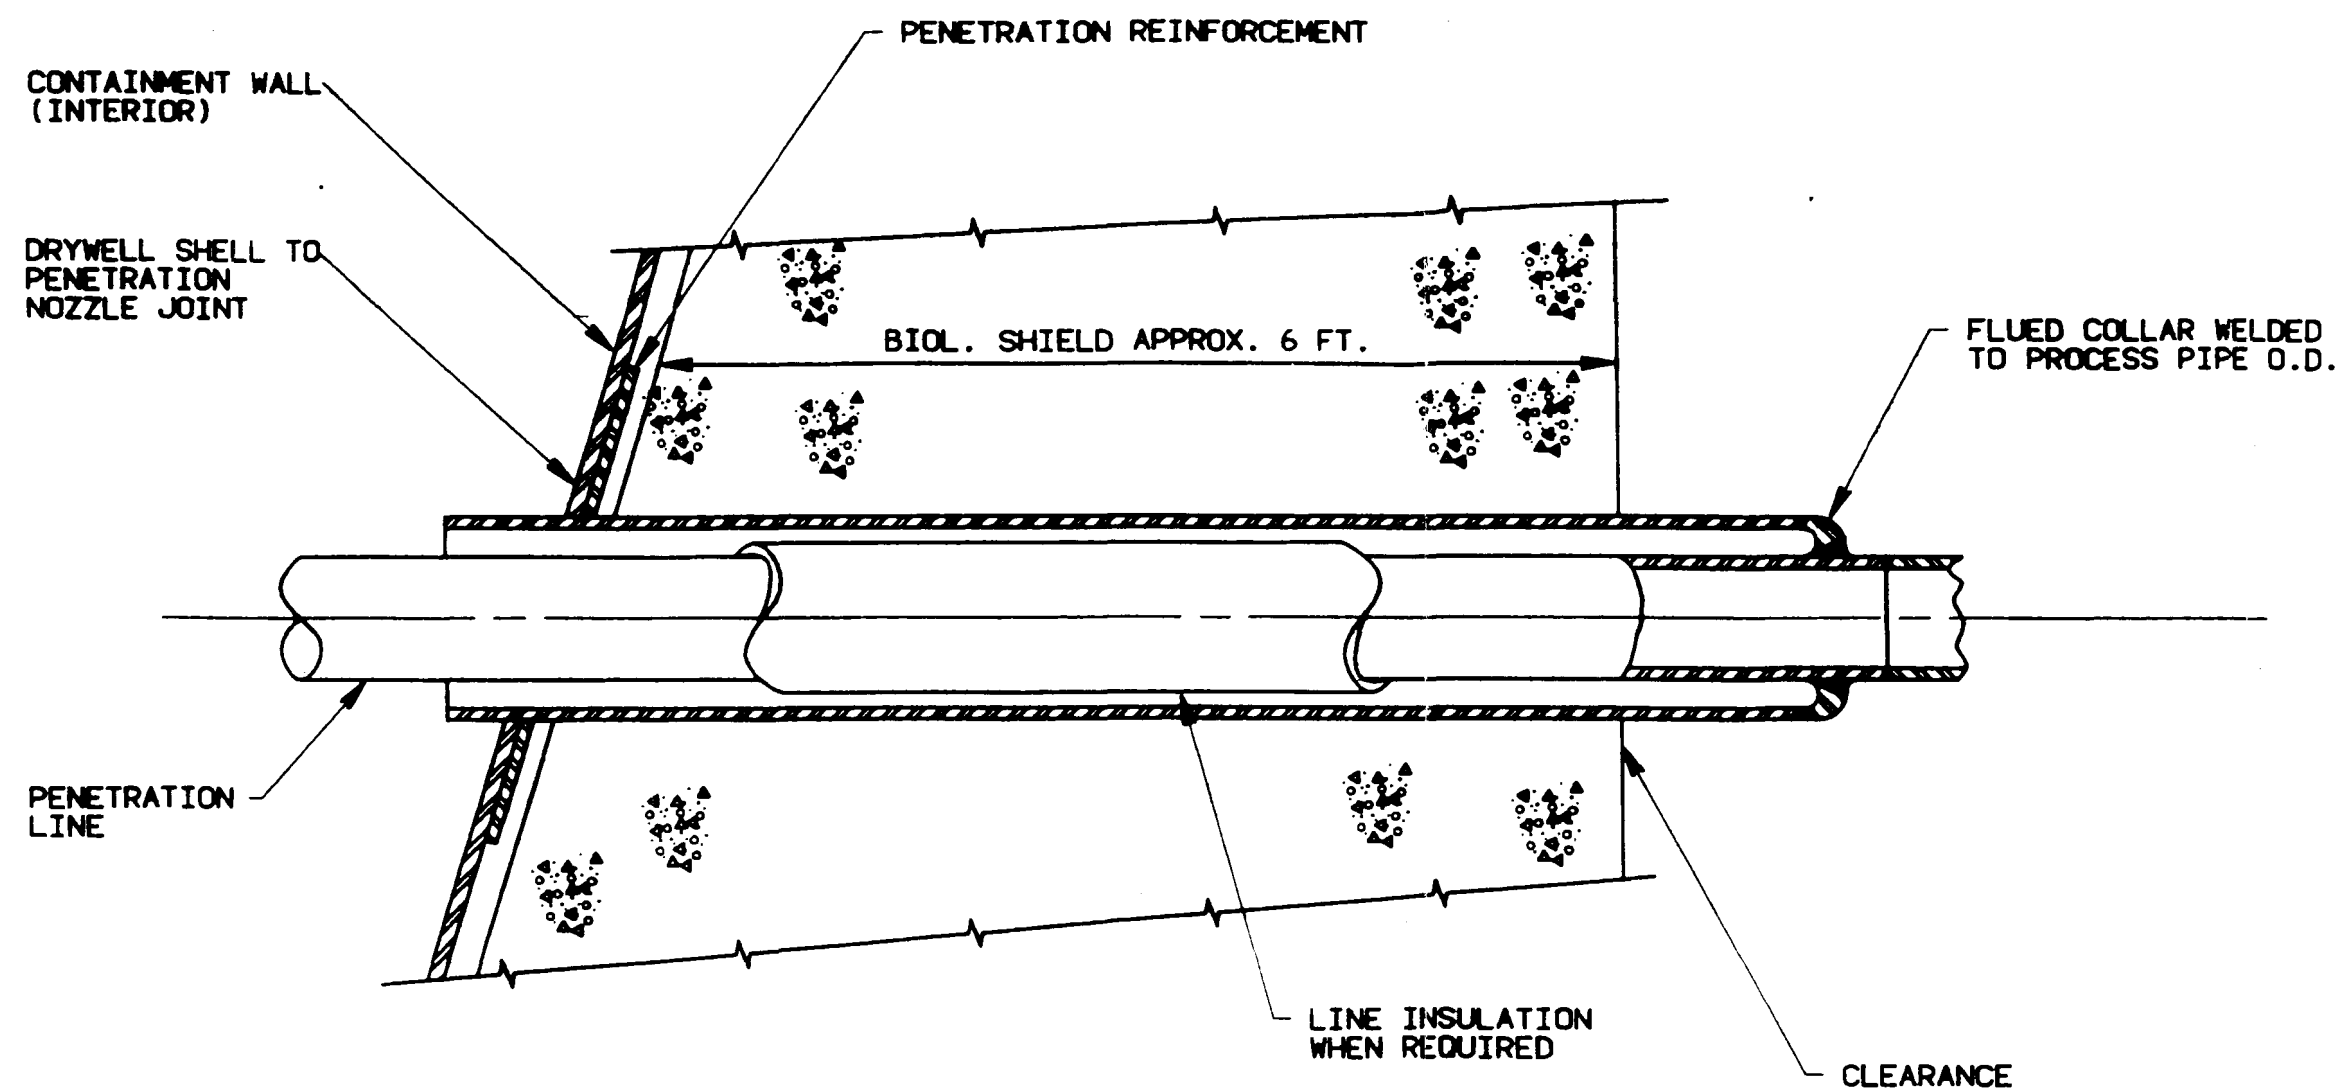 PENETRATION REINFORCEMENT
CONTAINMENT WALL
(INTERIOR)
DRYWELL SHELL TO
PENETRATION
NOZZLE JOINT
BIOL. SHIELD APPROX. 6 FT.
FLUED COLLAR WELDED
TO PROCESS PIPE O.D.
PENETRATION
LINE
LINE INSULATION
WHEN REQUIRED
CLEARANCE